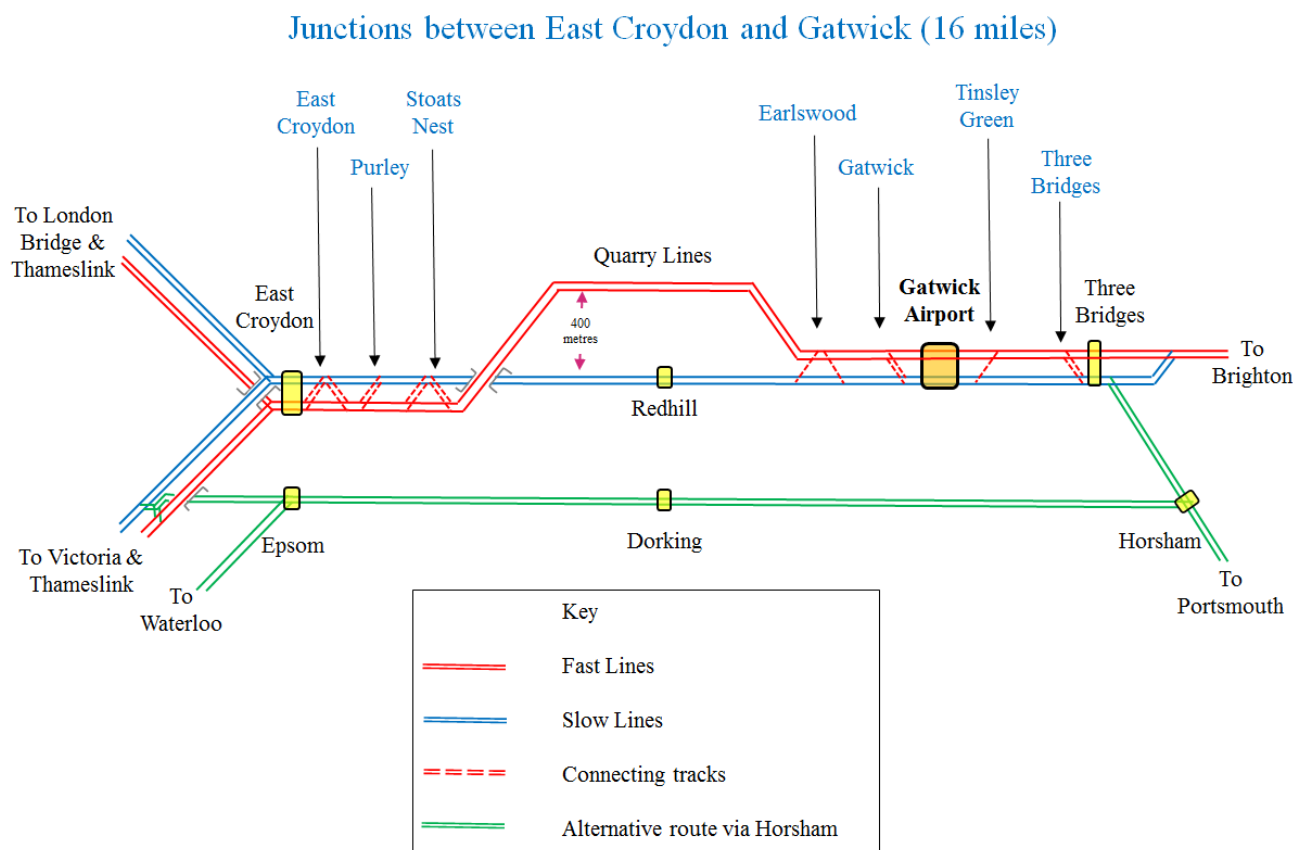 Junctions between East Croydon and Gatwick (16 miles)
East
Croydon
Stoats
Nest
Purley
Earlswood
Tinsley
Green
Gatwick
Three
Bridges
To London
Bridge &
Thameslink
Quarry Lines
East
Croydon
400
metres
Gatwick
Airport
Three
Bridges
To
Brighton
Redhill
To Victoria &
Thameslink
Epsom
Dorking
Horsham
To
Waterloo
To
Portsmouth
Key
Fast Lines
Slow Lines
Connecting tracks
Alternative route via Horsham